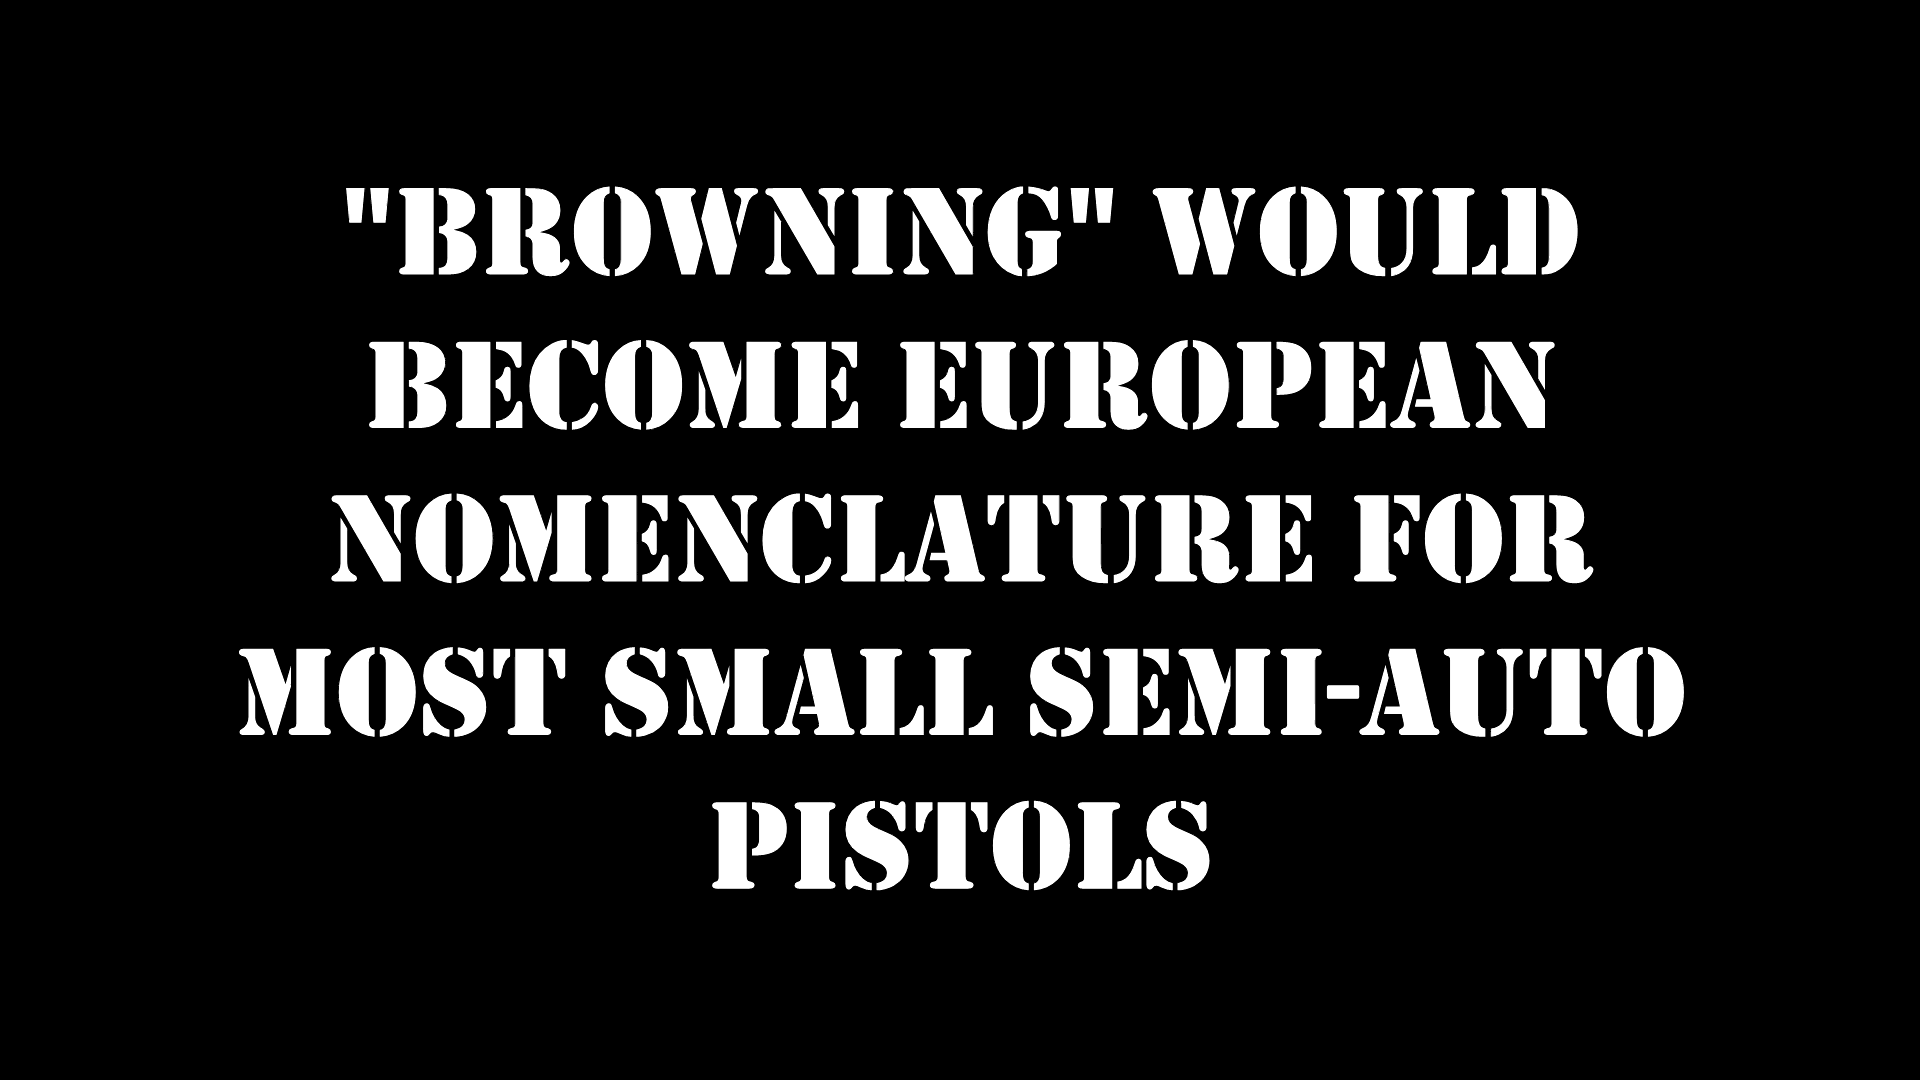 "BROWNING" WOULD
BECOME EUROPEAN
NOMENCLATURE FOR
MOST SMALL SEMI-AUTO
PISTOLS